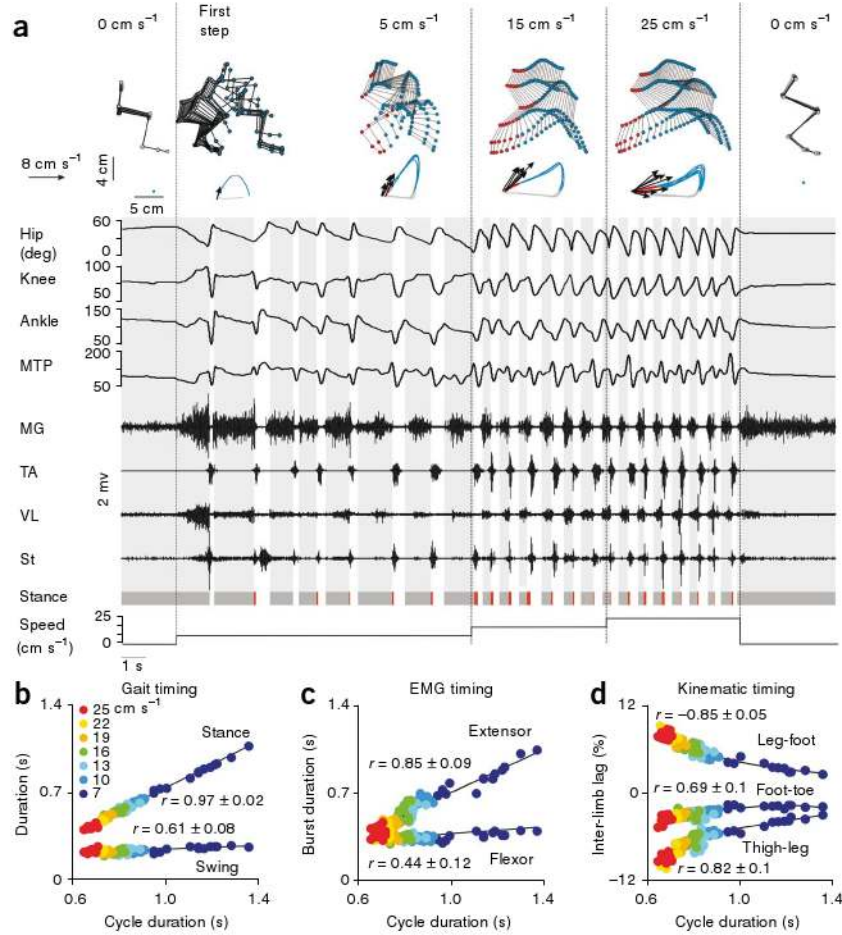 a
0 cm s⁻¹
First
step
5 cm s⁻¹
15 cm s⁻¹
25 cm s⁻¹
0 cm s⁻¹
8 cm s⁻¹
4 cm
5 cm
Hip
(deg)
60
0
Knee
100
50
Ankle
150
50
MTP
200
50
MG
TA
VL
St
2 mv
Stance
Speed
(cm s⁻¹)
25
0
1 s
b
Gait timing
Duration (s)
1.4
0.7
0
25 cm s⁻¹
22
19
16
13
10
7
Stance
r = 0.97 ± 0.02
r = 0.61 ± 0.08
Swing
0.6
1.0
1.4
Cycle duration (s)
c
EMG timing
Burst duration (s)
1.4
0.7
0
Extensor
r = 0.85 ± 0.09
r = 0.44 ± 0.12
Flexor
0.6
1.0
1.4
Cycle duration (s)
d
Kinematic timing
Inter-limb lag (%)
12
0
−12
r = −0.85 ± 0.05
Leg-foot
r = 0.69 ± 0.1
Foot-toe
Thigh-leg
r = 0.82 ± 0.1
0.6
1.0
1.4
Cycle duration (s)